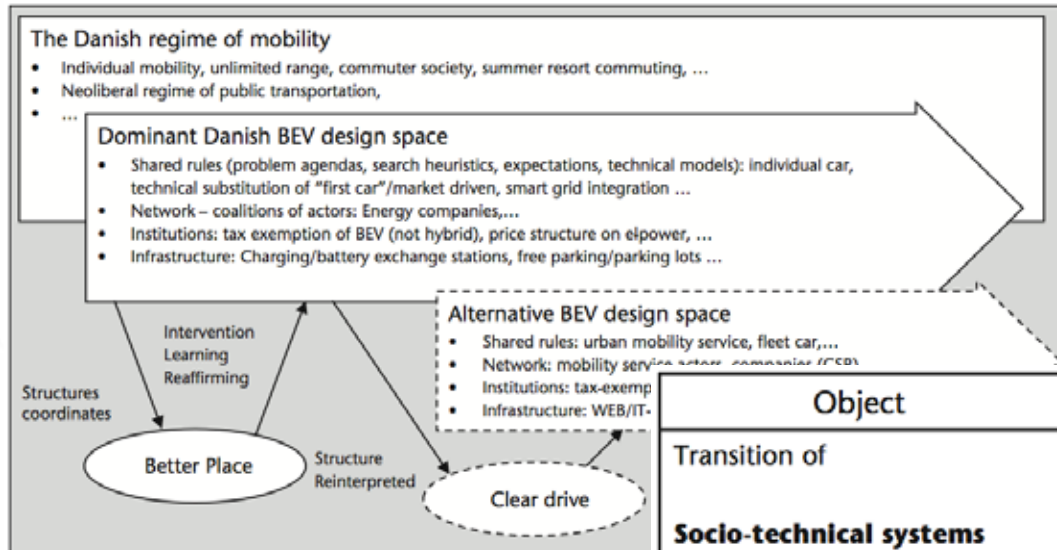 The Danish regime of mobility
• Individual mobility, unlimited range, commuter society, summer resort commuting, ...
• Neoliberal regime of public transportation,
• ...
Dominant Danish BEV design space
• Shared rules (problem agendas, search heuristics, expectations, technical models): individual car,
technical substitution of "first car"/market driven, smart grid integration ...
• Network – coalitions of actors: Energy companies,...
• Institutions: tax exemption of BEV (not hybrid), price structure on elpower, ...
• Infrastructure: Charging/battery exchange stations, free parking/parking lots ...
Alternative BEV design space
• Shared rules: urban mobility service, fleet car,...
• Network: mobility service actors, companies (CSR)
• Institutions: tax-exemp
• Infrastructure: WEB/IT-
Intervention
Learning
Reaffirming
Structures
coordinates
Better Place
Structure
Reinterpreted
Clear drive
Object
Transition of
Socio-technical systems